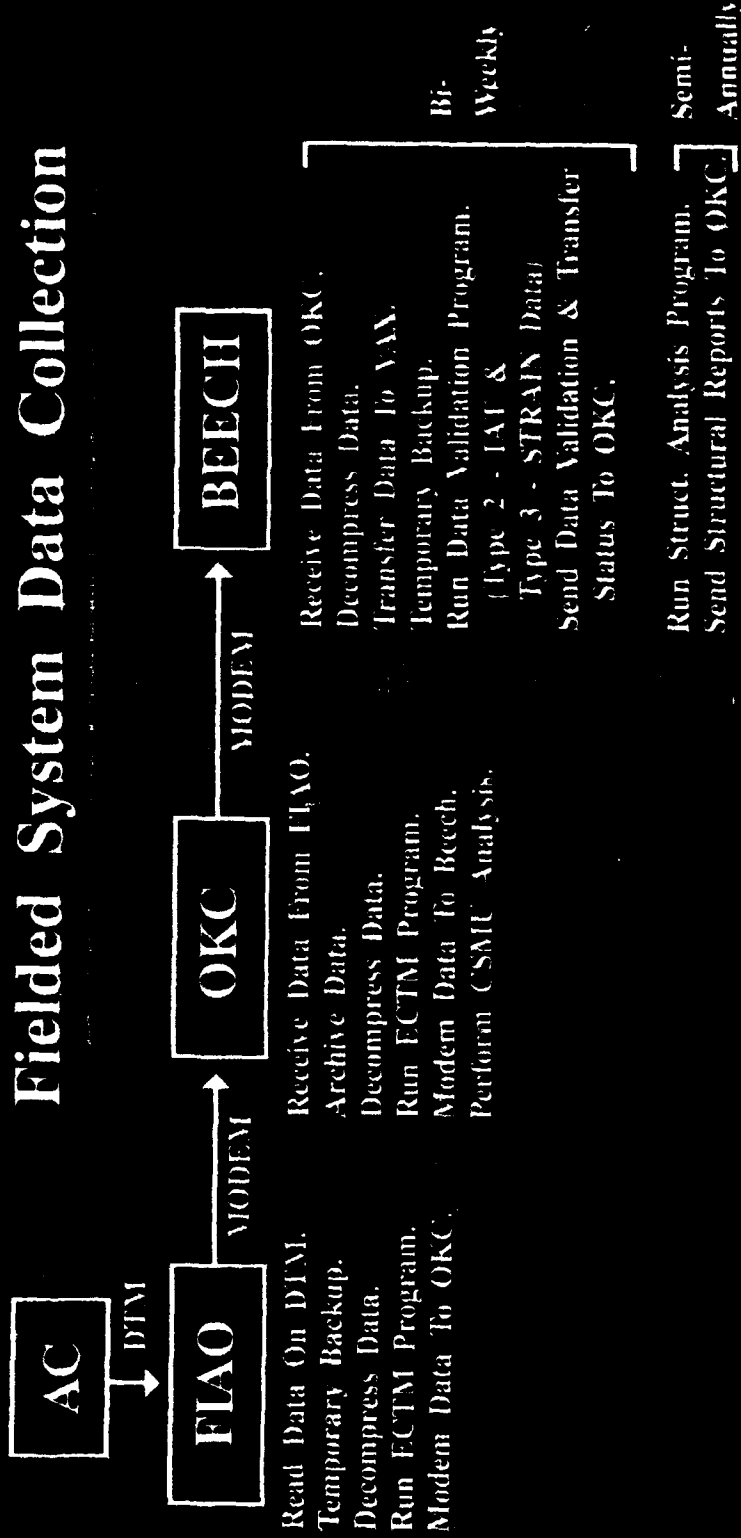 Fielded System Data Collection
AC
DTM
FIAO
MODEM
OKC
MODEM
BEECH
Read Data On DTM.
Temporary Backup.
Decompress Data.
Run ECTM Program.
Modem Data To OKC.
Receive Data From FIAO.
Archive Data.
Decompress Data.
Run ECTM Program.
Modem Data To Beech.
Perform CSMU Analysis.
Receive Data From OKC.
Decompress Data.
Transfer Data To VAX.
Temporary Backup.
Run Data Validation Program.
(Type 2 - IAT &
Type 3 - STRAIN Data)
Send Data Validation & Transfer
Status To OKC.
Bi-
Weekly
Run Struct. Analysis Program.
Send Structural Reports To OKC.
Semi-
Annually